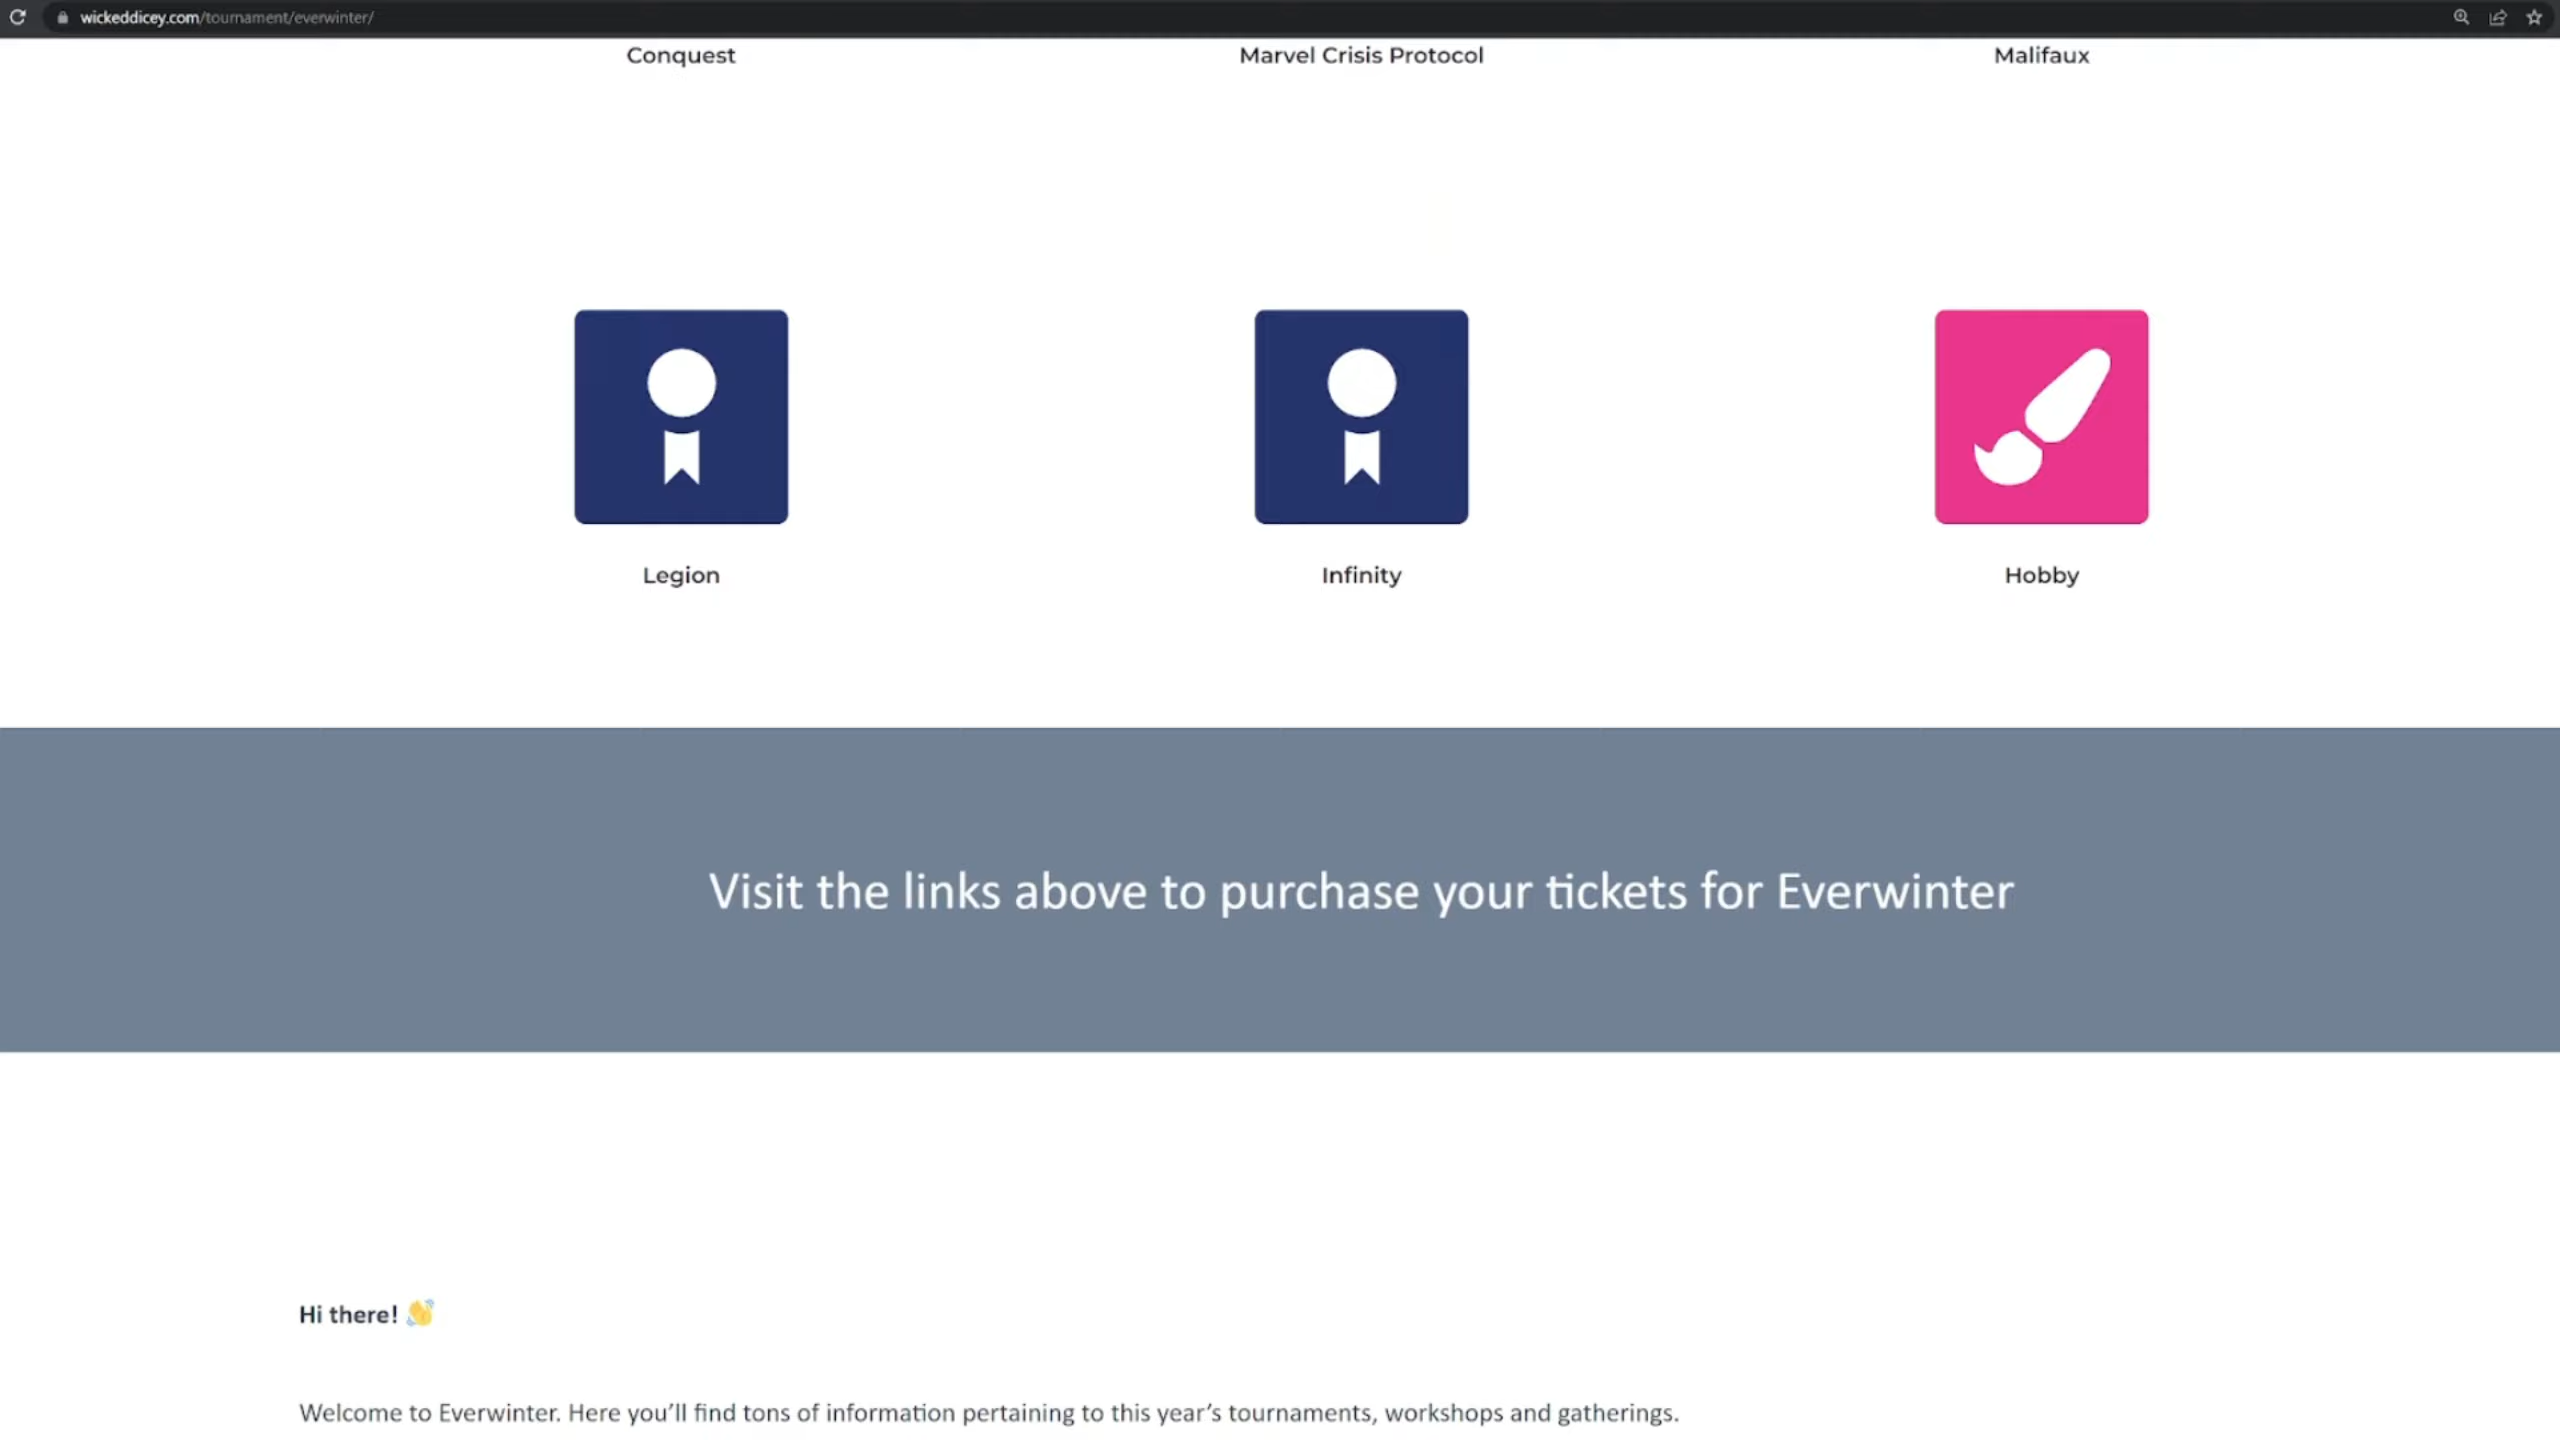 wickeddicey.com/tournament/everwinter/
Conquest
Marvel Crisis Protocol
Malifaux
Legion
Infinity
Hobby
Visit the links above to purchase your tickets for Everwinter
Hi there! 👋
Welcome to Everwinter. Here you’ll find tons of information pertaining to this year’s tournaments, workshops and gatherings.